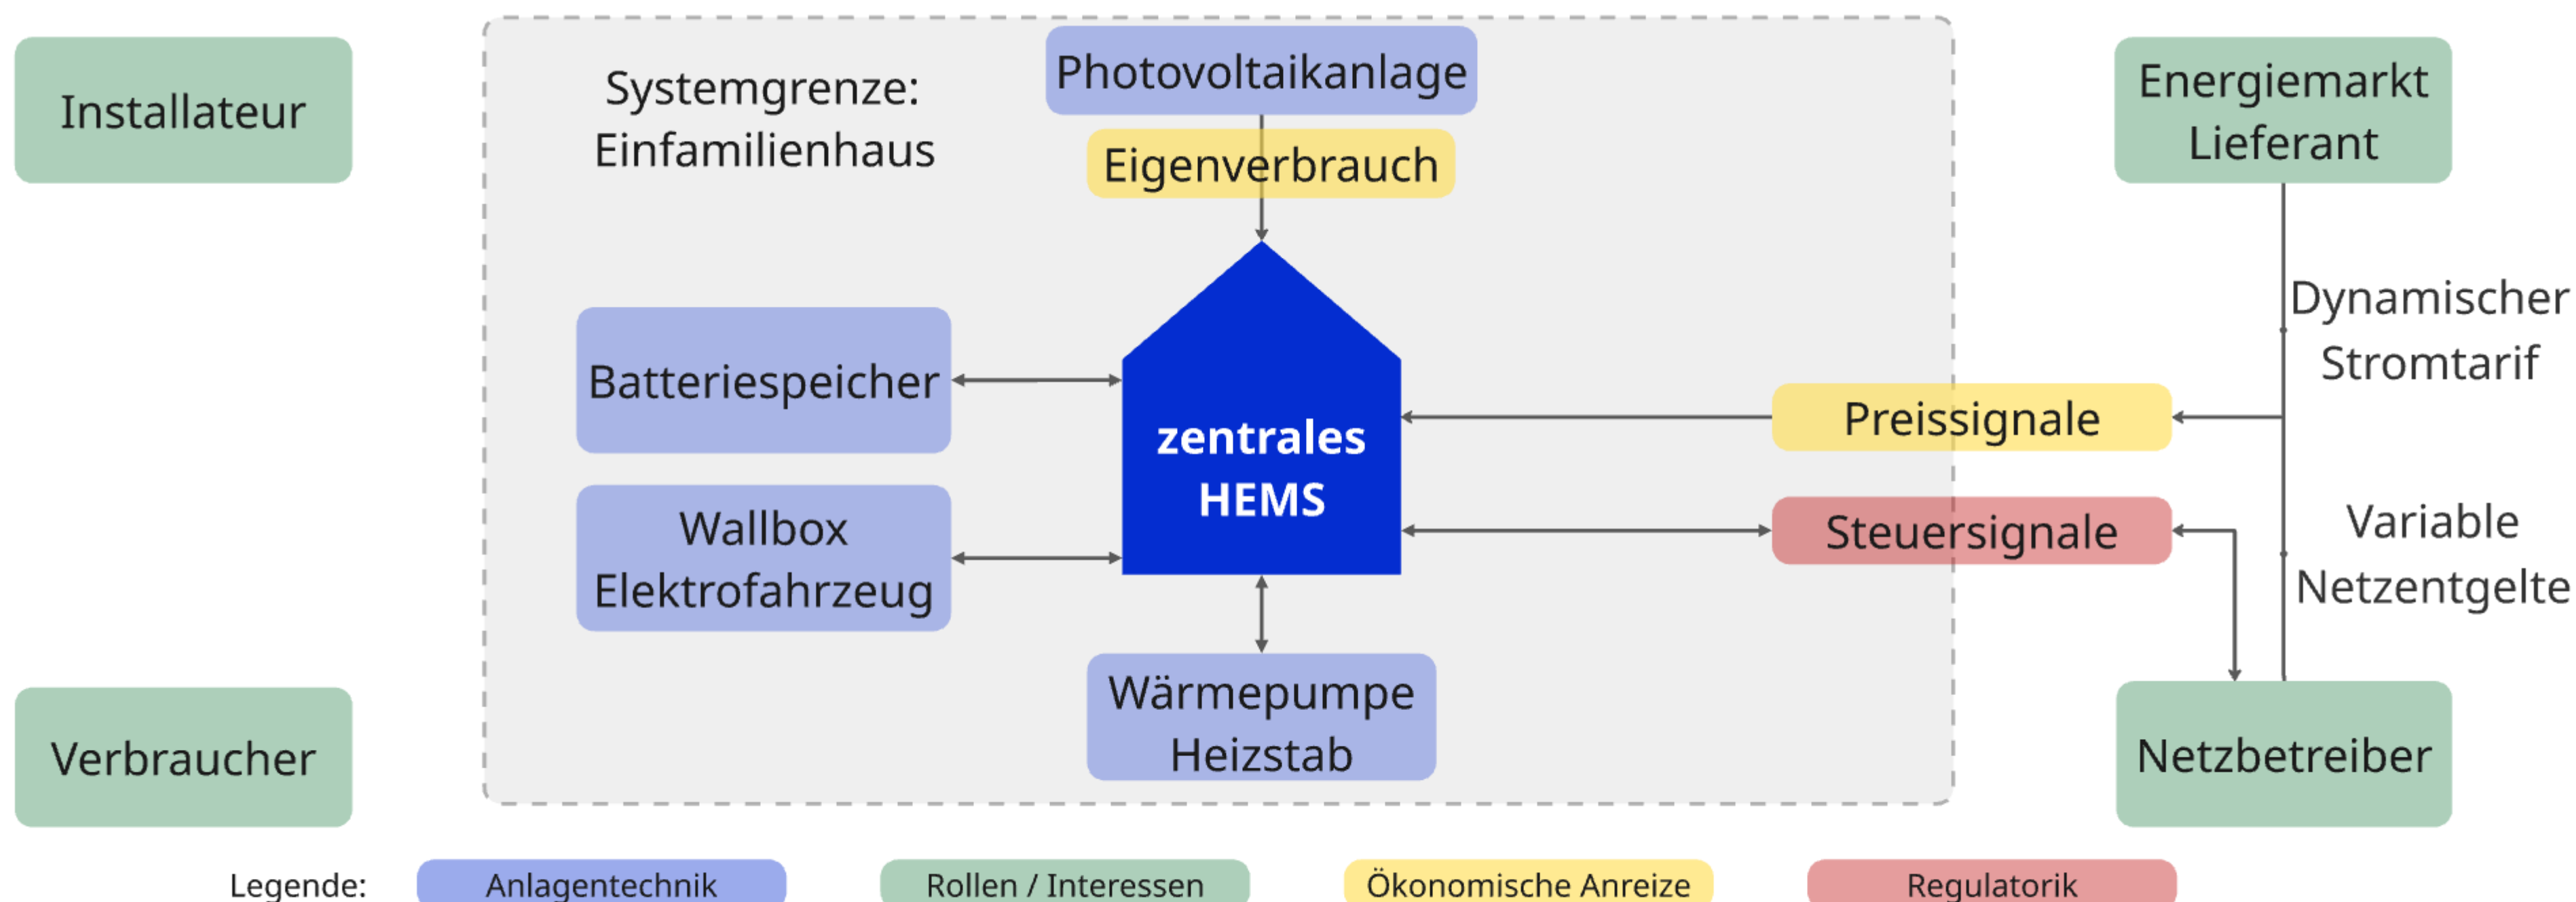 Installateur
Systemgrenze:
Einfamilienhaus
Photovoltaikanlage
Eigenverbrauch
Energiemarkt
Lieferant
Dynamischer
Stromtarif
Batteriespeicher
zentrales
HEMS
Preissignale
Wallbox
Elektrofahrzeug
Steuersignale
Variable
Netzentgelte
Wärmepumpe
Heizstab
Verbraucher
Netzbetreiber
Legende:
Anlagentechnik
Rollen / Interessen
Ökonomische Anreize
Regulatorik